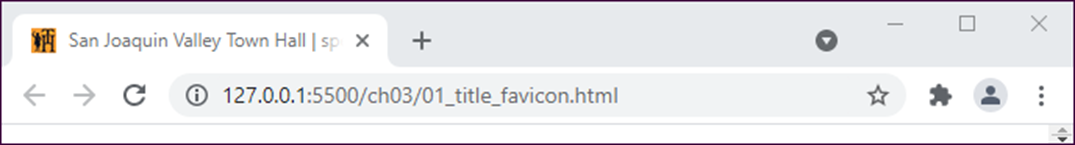 San Joaquin Valley Town Hall | sp
127.0.0.1:5500/ch03/01_title_favicon.html